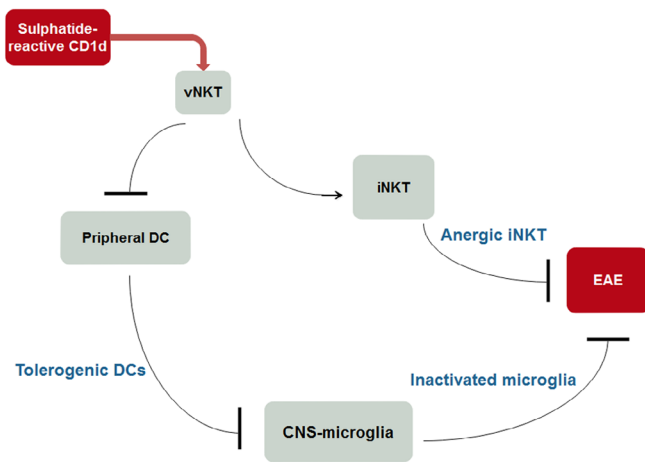 Sulphatide-
reactive CD1d
vNKT
iNKT
Pripheral DC
Anergic iNKT
EAE
Tolerogenic DCs
Inactivated microglia
CNS-microglia